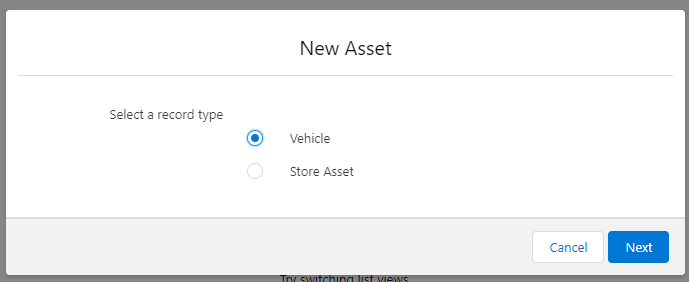 New Asset
Select a record type
Vehicle
Store Asset
Cancel Next
Try switching list views.